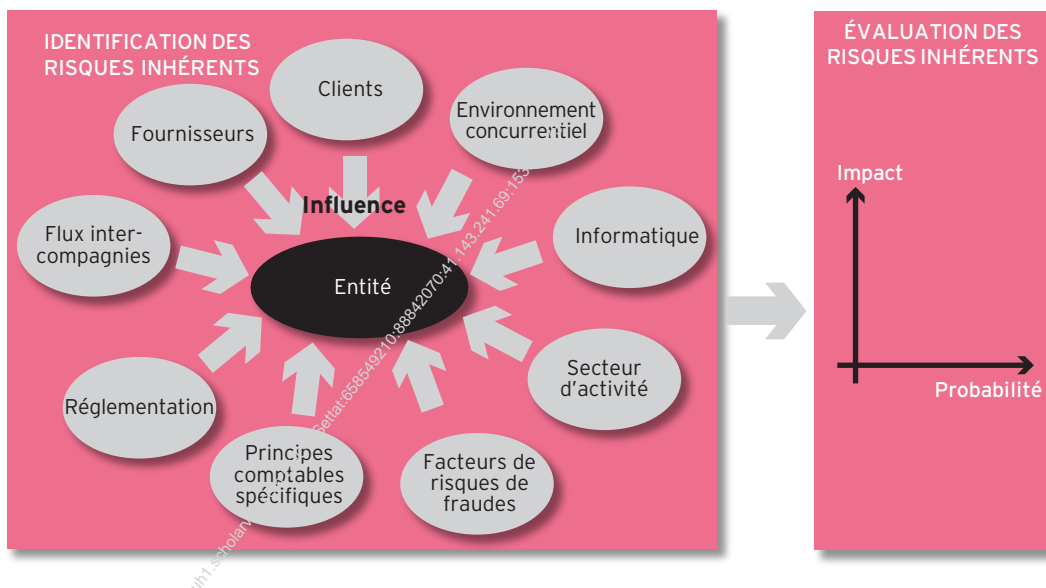 IDENTIFICATION DES
RISQUES INHÉRENTS
Clients
Environnement
concurrentiel
Fournisseurs
Influence
Flux inter-
compagnies
Informatique
Entité
Secteur
d'activité
Réglementation
Principes
comptables
spécifiques
Facteurs de
risques de
fraudes
ÉVALUATION DES
RISQUES INHÉRENTS
Impact
Probabilité